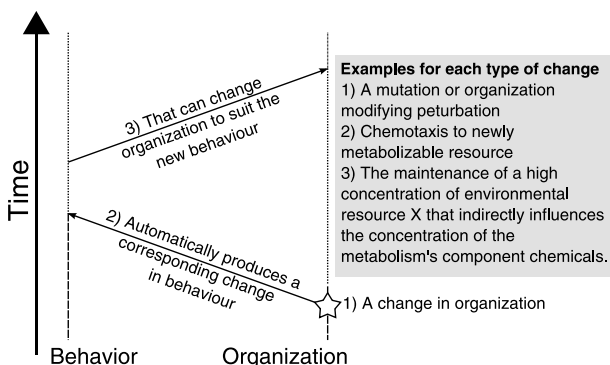 Time
3) That can change
organization to suit the
new behaviour
2) Automatically produces a
corresponding change
in behaviour
1) A change in organization
Behavior
Organization
Examples for each type of change
1) A mutation or organization
modifying peturbation
2) Chemotaxis to newly
metabolizable resource
3) The maintenance of a high
concentration of environmental
resource X that indirectly influences
the concentration of the
metabolism's component chemicals.